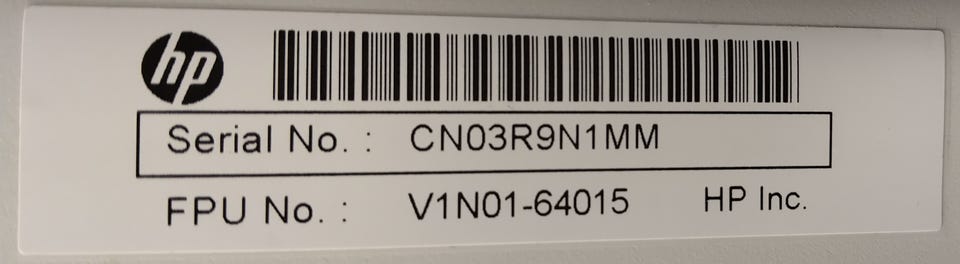 hp
Serial No. : CN03R9N1MM
FPU No. : V1N01-64015 HP Inc.